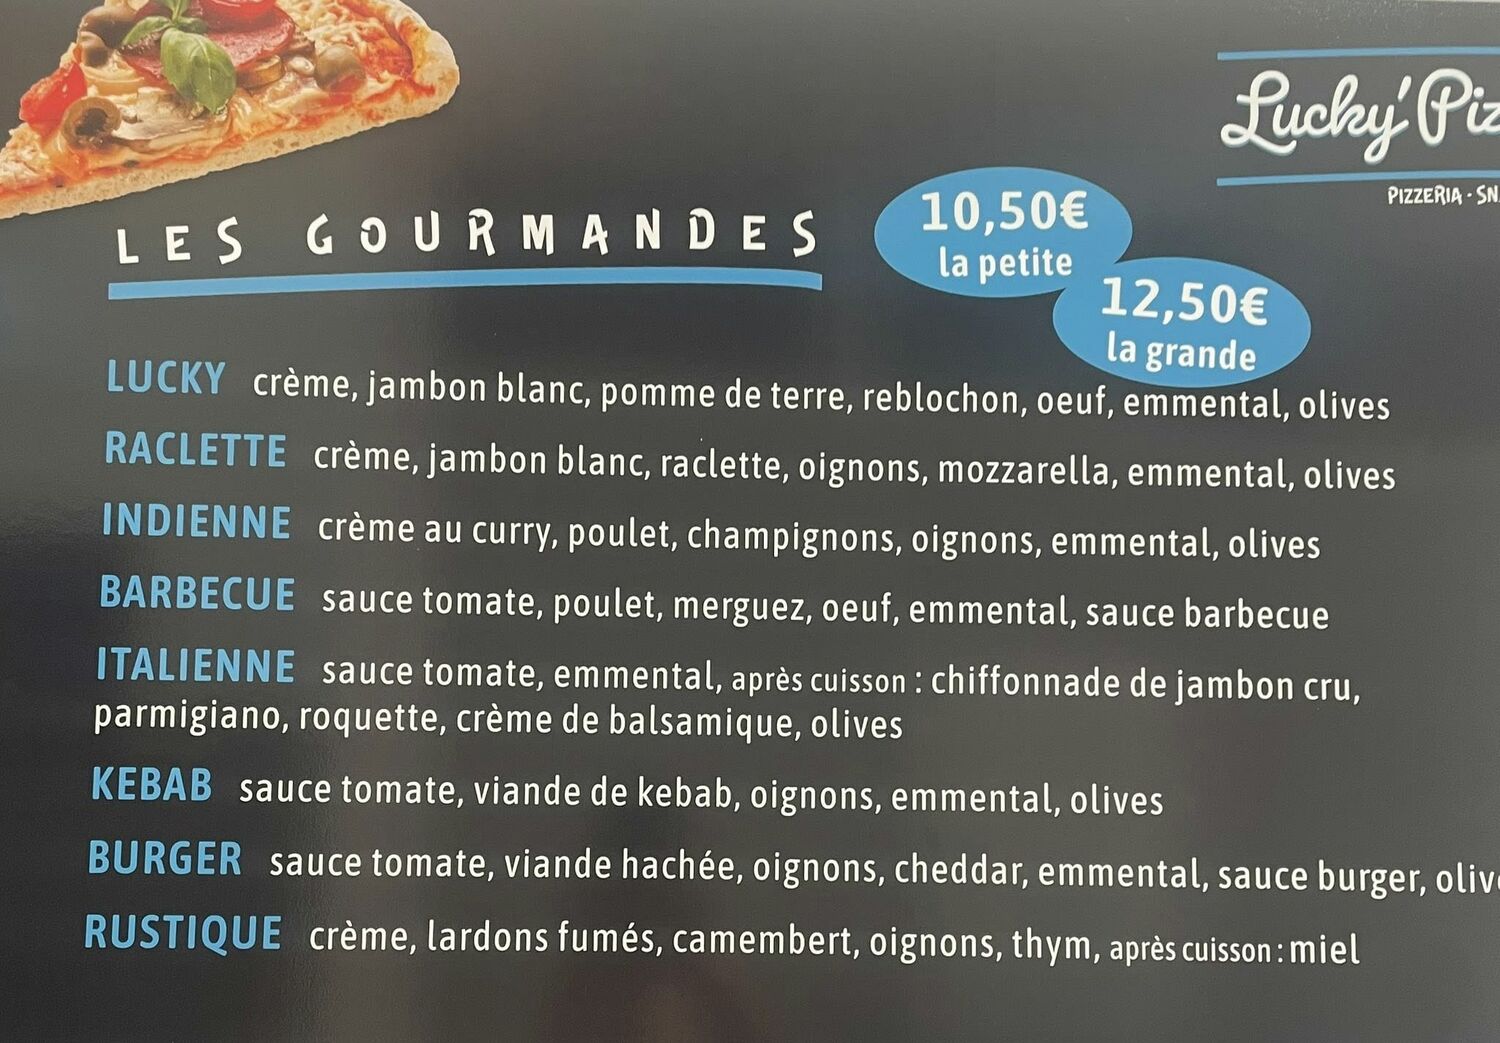 Lucky'
PIZZERIA
LES GOURMANDES
10,50€
la petite
12,50€
la grande
LUCKY crème, jambon blanc, pomme de terre, reblochon, oeuf, emmental, olives
RACLETTE crème, jambon blanc, raclette, oignons, mozzarella, emmental, olives
INDIENNE crème au curry, poulet, champignons, oignons, emmental, olives
BARBECUE sauce tomate, poulet, merguez, oeuf, emmental, sauce barbecue
ITALIENNE sauce tomate, emmental, après cuisson : chiffonnade de jambon cru,
parmigiano, roquette, crème de balsamique, olives
KEBAB sauce tomate, viande de kebab, oignons, emmental, olives
BURGER sauce tomate, viande hachée, oignons, cheddar, emmental, sauce burger,
RUSTIQUE crème, lardons fumés, camembert, oignons, thym, après cuisson : miel